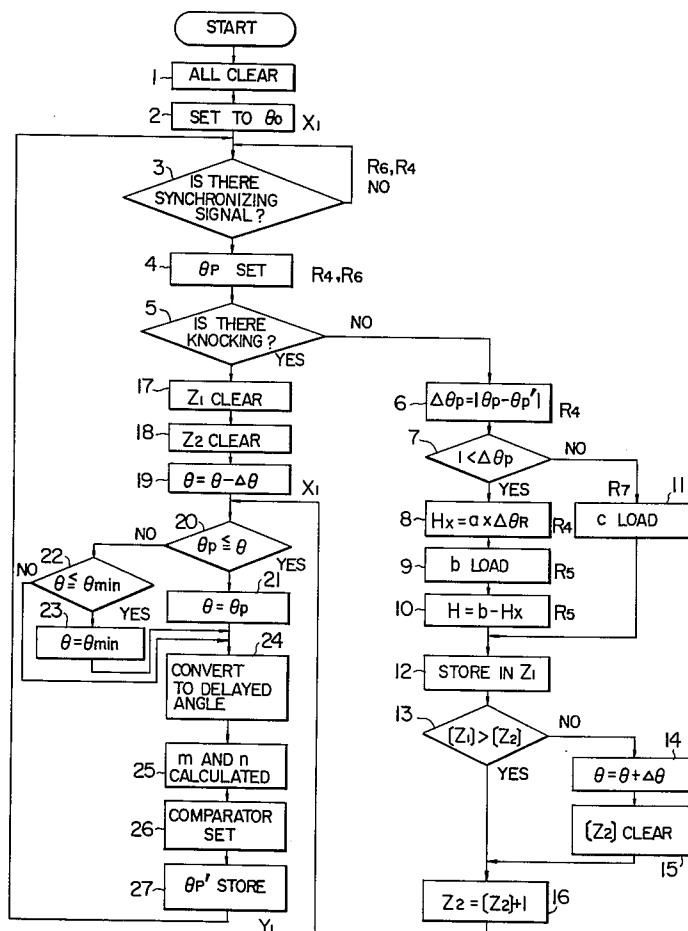 START
1
ALL CLEAR
2
SET TO θo
X1
3
IS THERE
SYNCHRONIZING
SIGNAL?
R6,R4
NO
4
θP SET
R4,R6
5
IS THERE
KNOCKING?
NO
YES
17
Z1 CLEAR
18
Z2 CLEAR
19
θ = θ-Δθ
X1
20
θp ≦ θ
NO
YES
21
θ = θp
22
NO
θ ≦ θmin
YES
23
θ=θmin
24
CONVERT
TO DELAYED
ANGLE
25
m AND n
CALCULATED
26
COMPARATOR
SET
27
θP' STORE
Y1
6
Δθp=|θp-θp'|
R4
7
1<Δθp
NO
YES
R7
11
c LOAD
8
Hx=a x ΔθR
R4
9
b LOAD
R5
10
H = b-Hx
R5
12
STORE IN Z1
13
(Z1)>(Z2)
NO
YES
14
θ=θ+Δθ
(Z2) CLEAR
15
Z2=(Z2)+1
16